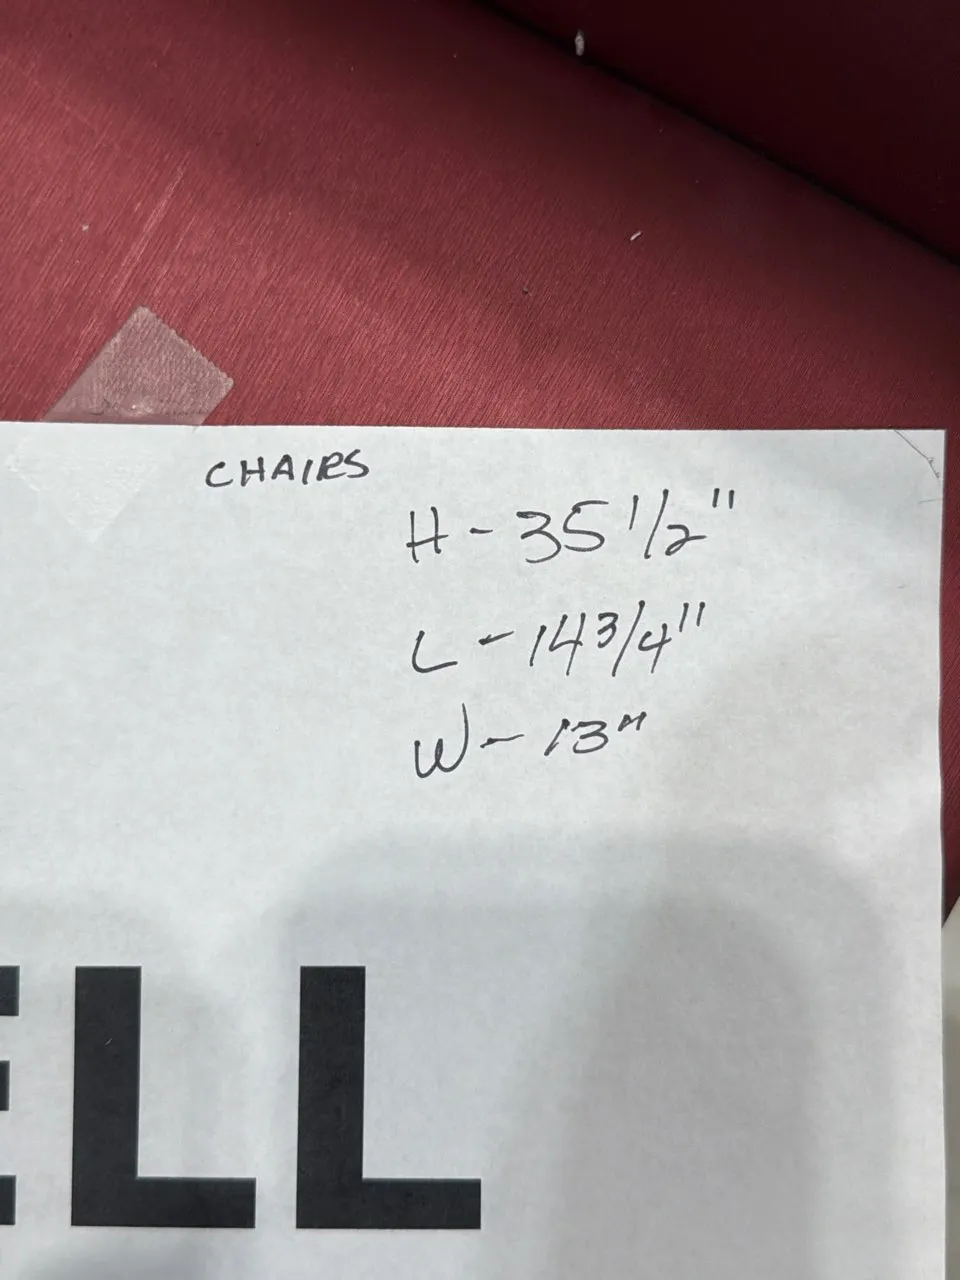 CHAIRS
H - 35 1/2"
L - 14 3/4"
W - 13"
ELL